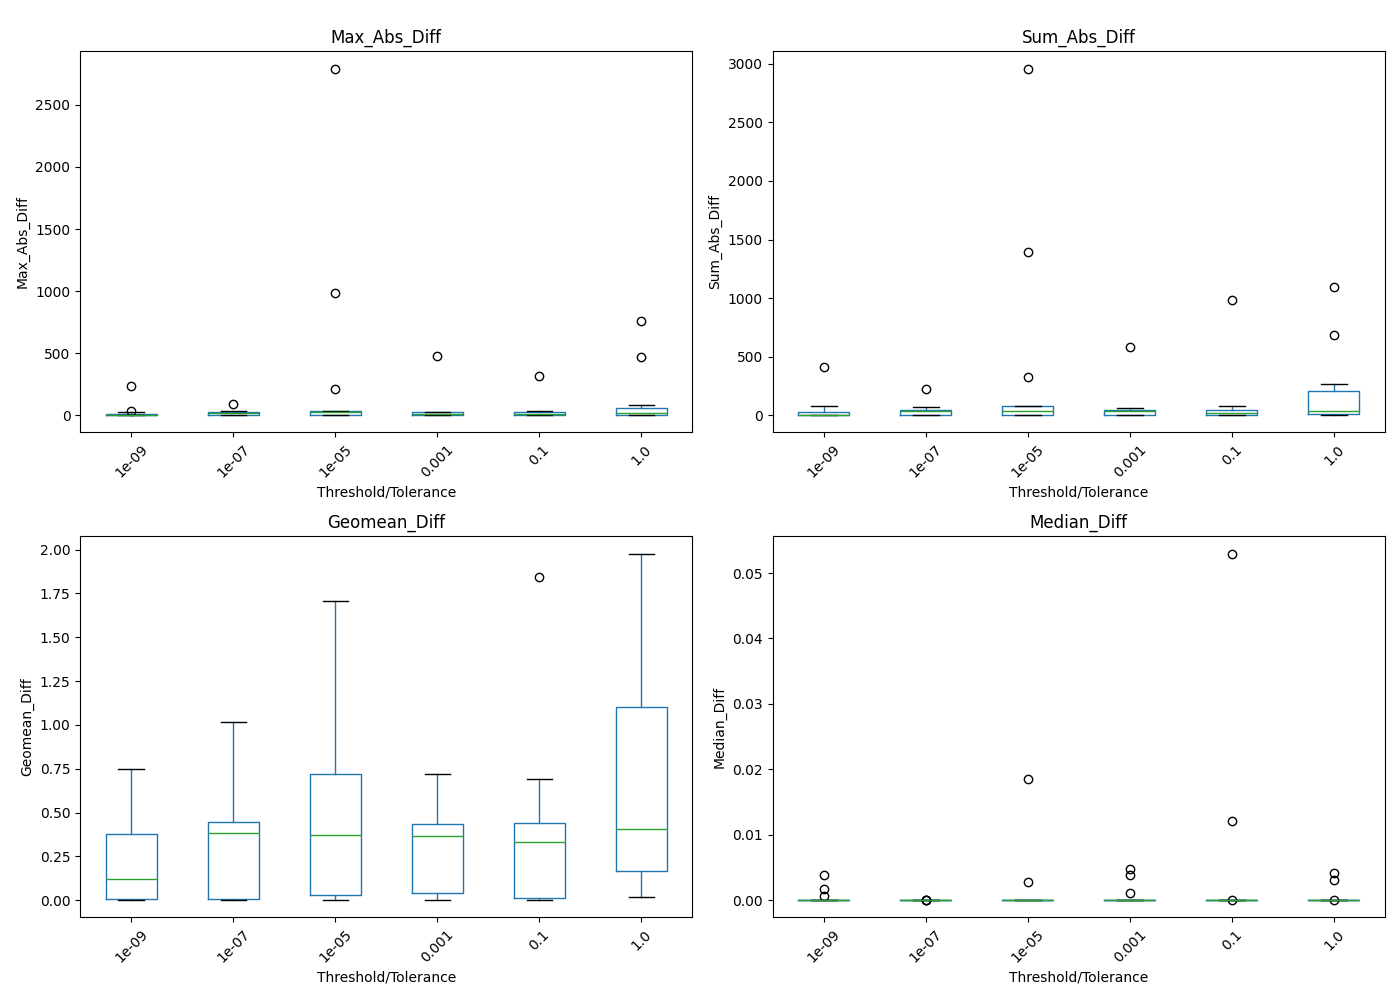 Max_Abs_Diff
Max_Abs_Diff
2500
2000
1500
1000
500
0
1e-09
1e-07
1e-05
0.001
0.1
1.0
Threshold/Tolerance
Sum_Abs_Diff
Sum_Abs_Diff
3000
2500
2000
1500
1000
500
0
1e-09
1e-07
1e-05
0.001
0.1
1.0
Threshold/Tolerance
Geomean_Diff
Geomean_Diff
2.00
1.75
1.50
1.25
1.00
0.75
0.50
0.25
0.00
1e-09
1e-07
1e-05
0.001
0.1
1.0
Threshold/Tolerance
Median_Diff
Median_Diff
0.05
0.04
0.03
0.02
0.01
0.00
1e-09
1e-07
1e-05
0.001
0.1
1.0
Threshold/Tolerance